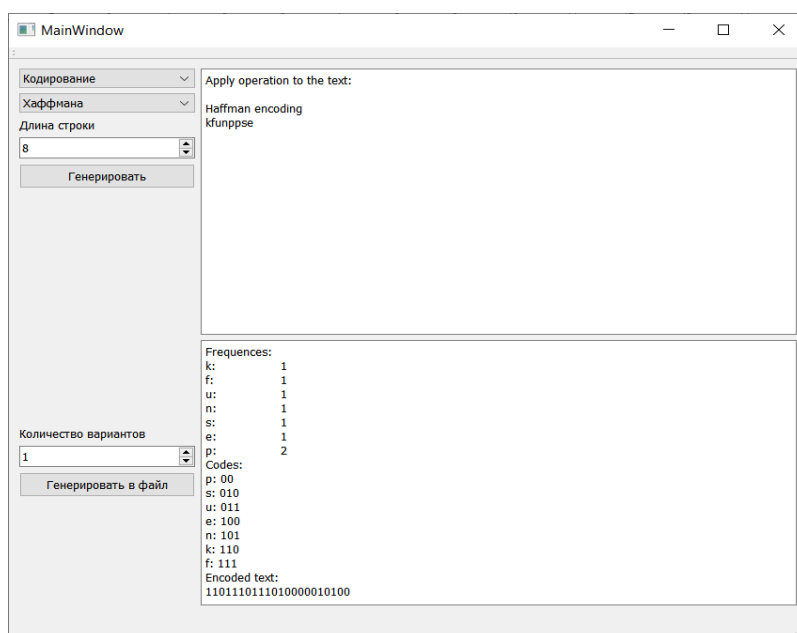 MainWindow
Кодирование
Хаффмана
Длина строки
8
Генерировать
Количество вариантов
1
Генерировать в файл
Apply operation to the text:
Haffman encoding
kfunppse
Frequences:
k: 1
f: 1
u: 1
n: 1
s: 1
e: 1
p: 2
Codes:
p: 00
s: 010
u: 011
e: 100
n: 101
k: 110
f: 111
Encoded text:
1101110111010000010100